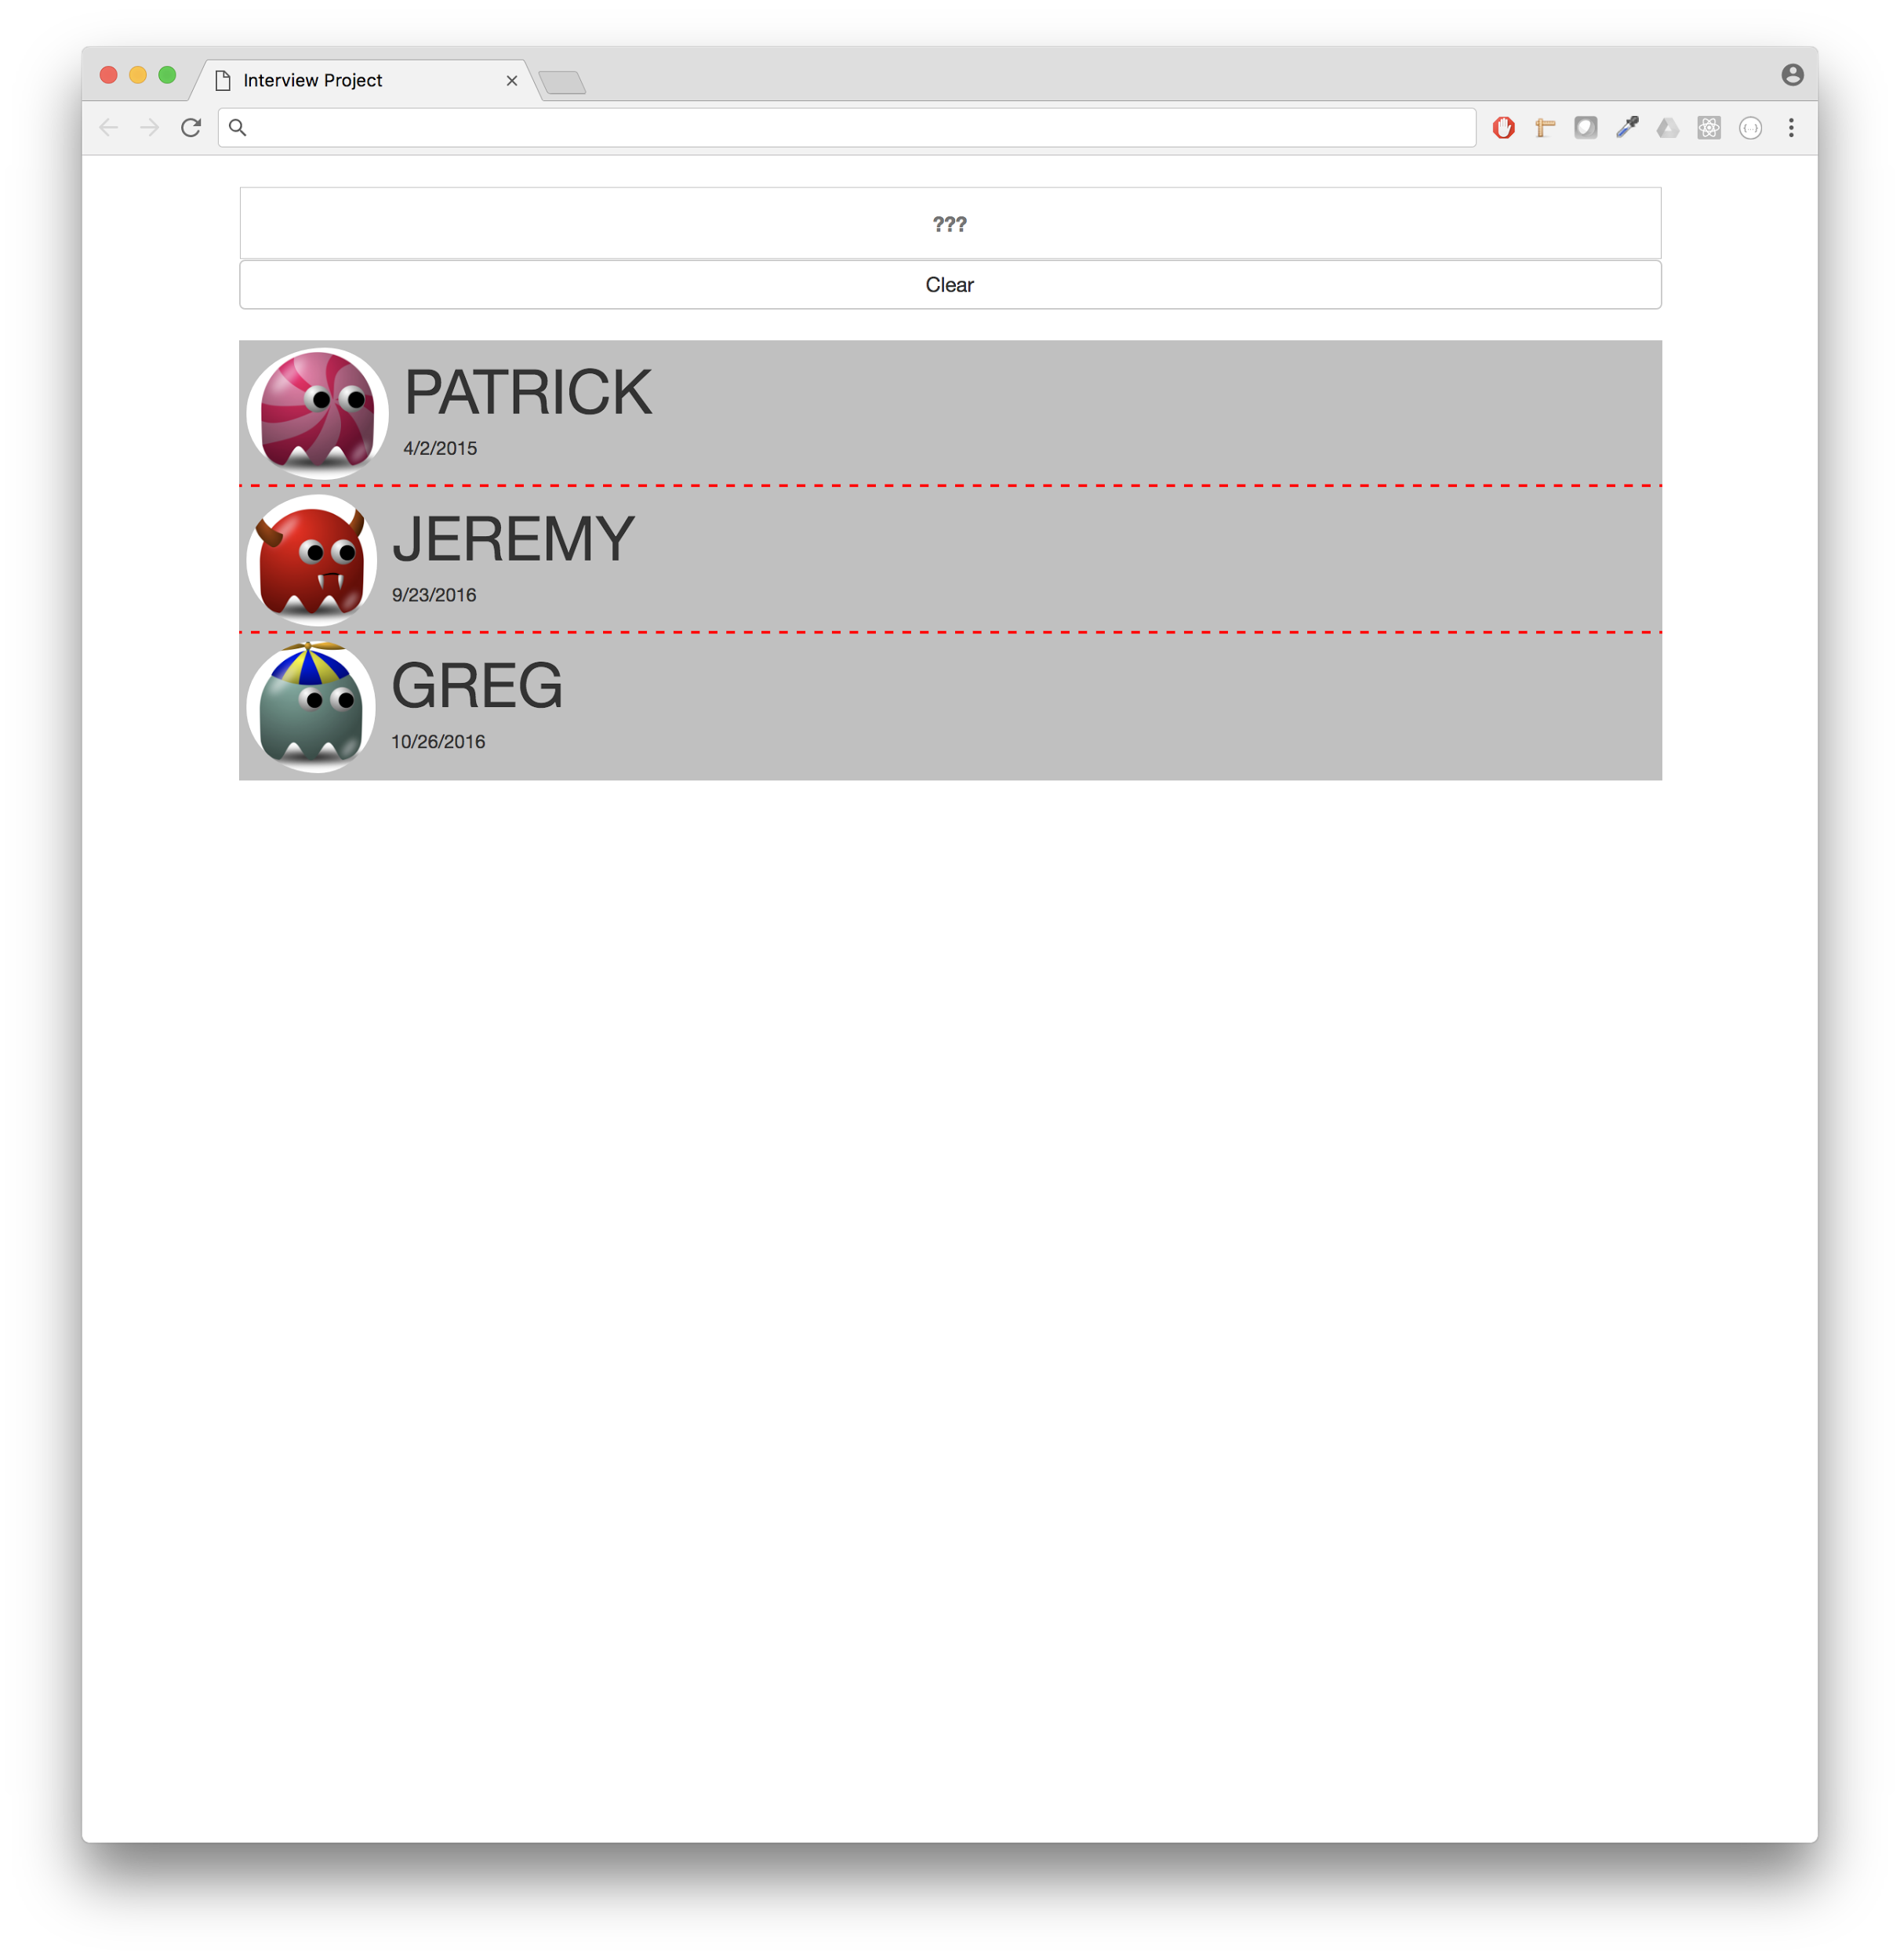 Interview Project
???
Clear
PATRICK
4/2/2015
JEREMY
9/23/2016
GREG
10/26/2016